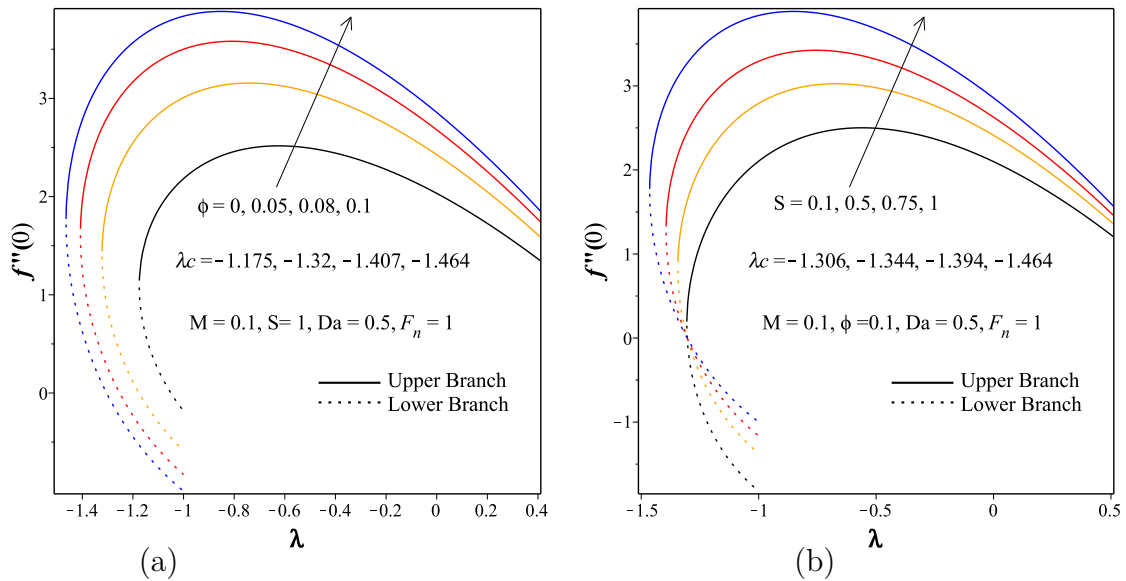 f"(0)
3
2
1
0
ϕ = 0, 0.05, 0.08, 0.1
λc =−1.175, −1.32, −1.407, −1.464
M = 0.1, S= 1, Da = 0.5, F_n = 1
Upper Branch
Lower Branch
−1.4 −1.2 −1 −0.8 −0.6 −0.4 −0.2 0 0.2 0.4
λ
(a)
f"(0)
3
2
1
0
−1
S = 0.1, 0.5, 0.75, 1
λc =−1.306, −1.344, −1.394, −1.464
M = 0.1, ϕ =0.1, Da = 0.5, F_n = 1
Upper Branch
Lower Branch
−1.5 −1 −0.5 0 0.5
λ
(b)